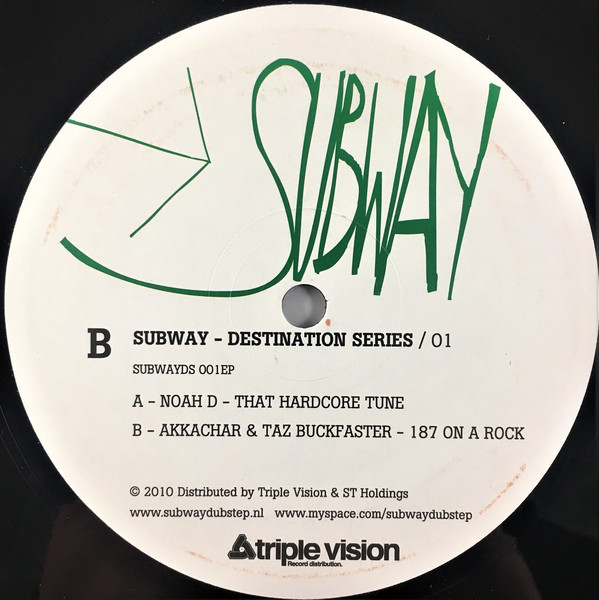 SUBWAY
B
SUBWAY - DESTINATION SERIES / 01
SUBWAYDS 001EP
A - NOAH D - THAT HARDCORE TUNE
B - AKKACHAR & TAZ BUCKFASTER - 187 ON A ROCK
© 2010 Distributed by Triple Vision & ST Holdings
www.subwaydubstep.nl www.myspace.com/subwaydubstep
triple vision
Record distribution.